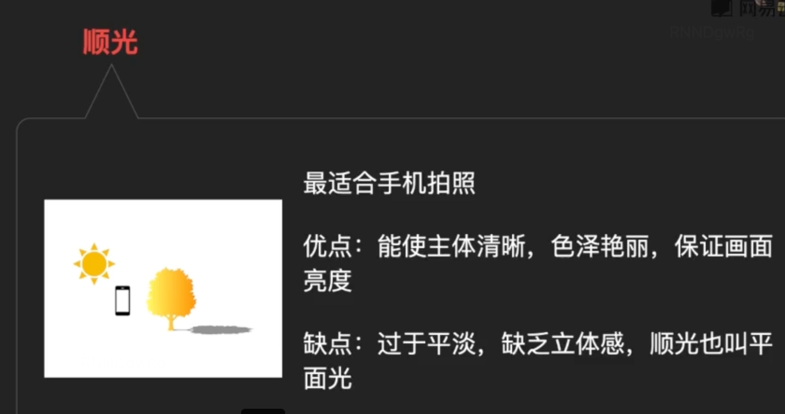 网易
顺光
最适合手机拍照
优点：能使主体清晰，色泽艳丽，保证画面
亮度
缺点：过于平淡，缺乏立体感，顺光也叫平
面光